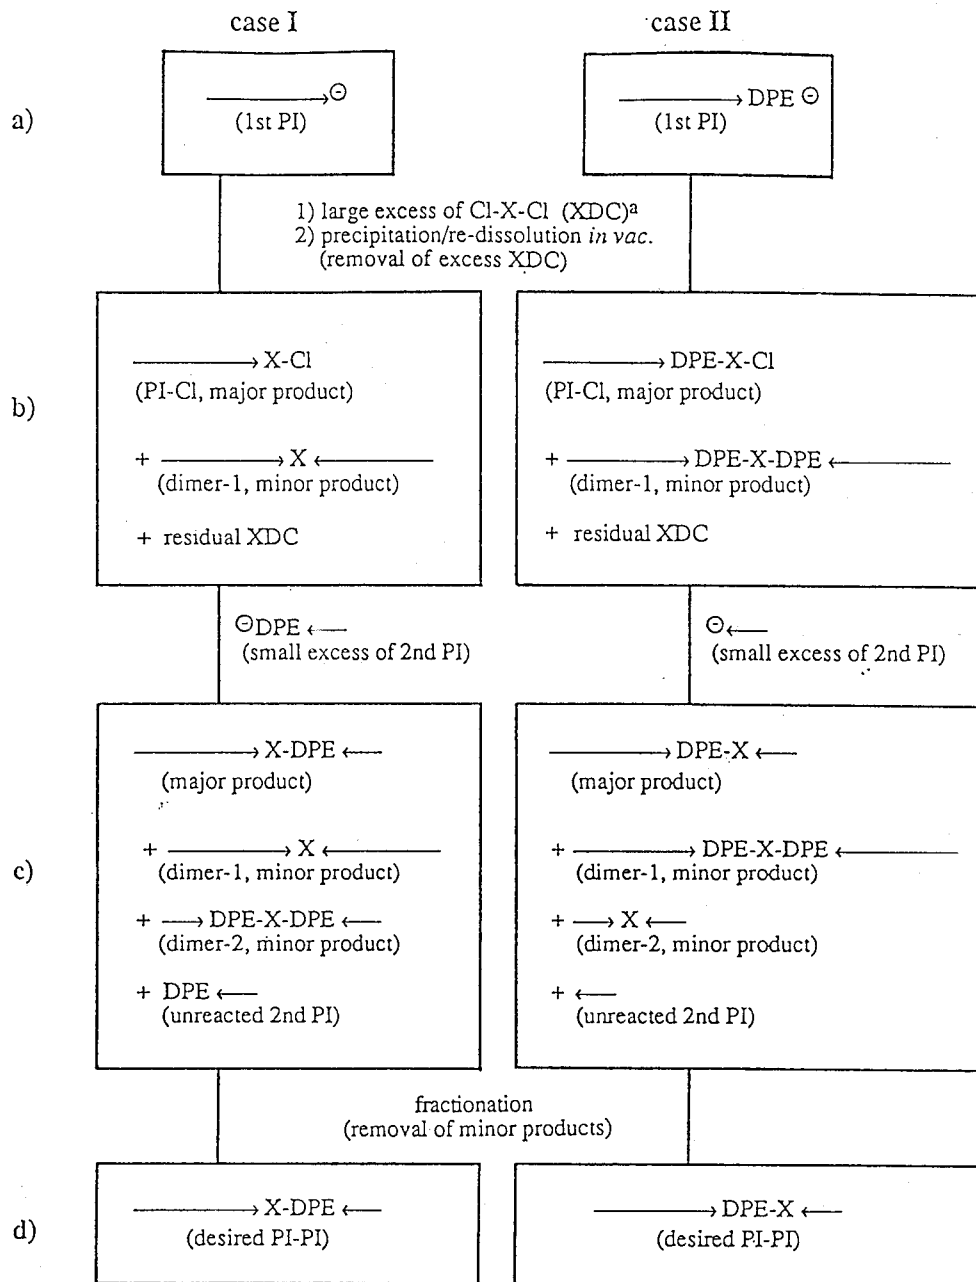 case I
case II
a)
⊖
(1st PI)
DPE ⊖
(1st PI)
1) large excess of Cl-X-Cl (XDC)a
2) precipitation/re-dissolution in vac.
(removal of excess XDC)
b)
X-Cl
(PI-Cl, major product)
+ X
(dimer-1, minor product)
+ residual XDC
DPE-X-Cl
(PI-Cl, major product)
+ DPE-X-DPE
(dimer-1, minor product)
+ residual XDC
⊖DPE
(small excess of 2nd PI)
⊖
(small excess of 2nd PI)
c)
X-DPE
(major product)
+ X
(dimer-1, minor product)
+ DPE-X-DPE
(dimer-2, minor product)
+ DPE
(unreacted 2nd PI)
DPE-X
(major product)
+ DPE-X-DPE
(dimer-1, minor product)
+ X
(dimer-2, minor product)
+
(unreacted 2nd PI)
fractionation
(removal of minor products)
d)
X-DPE
(desired PI-PI)
DPE-X
(desired PI-PI)